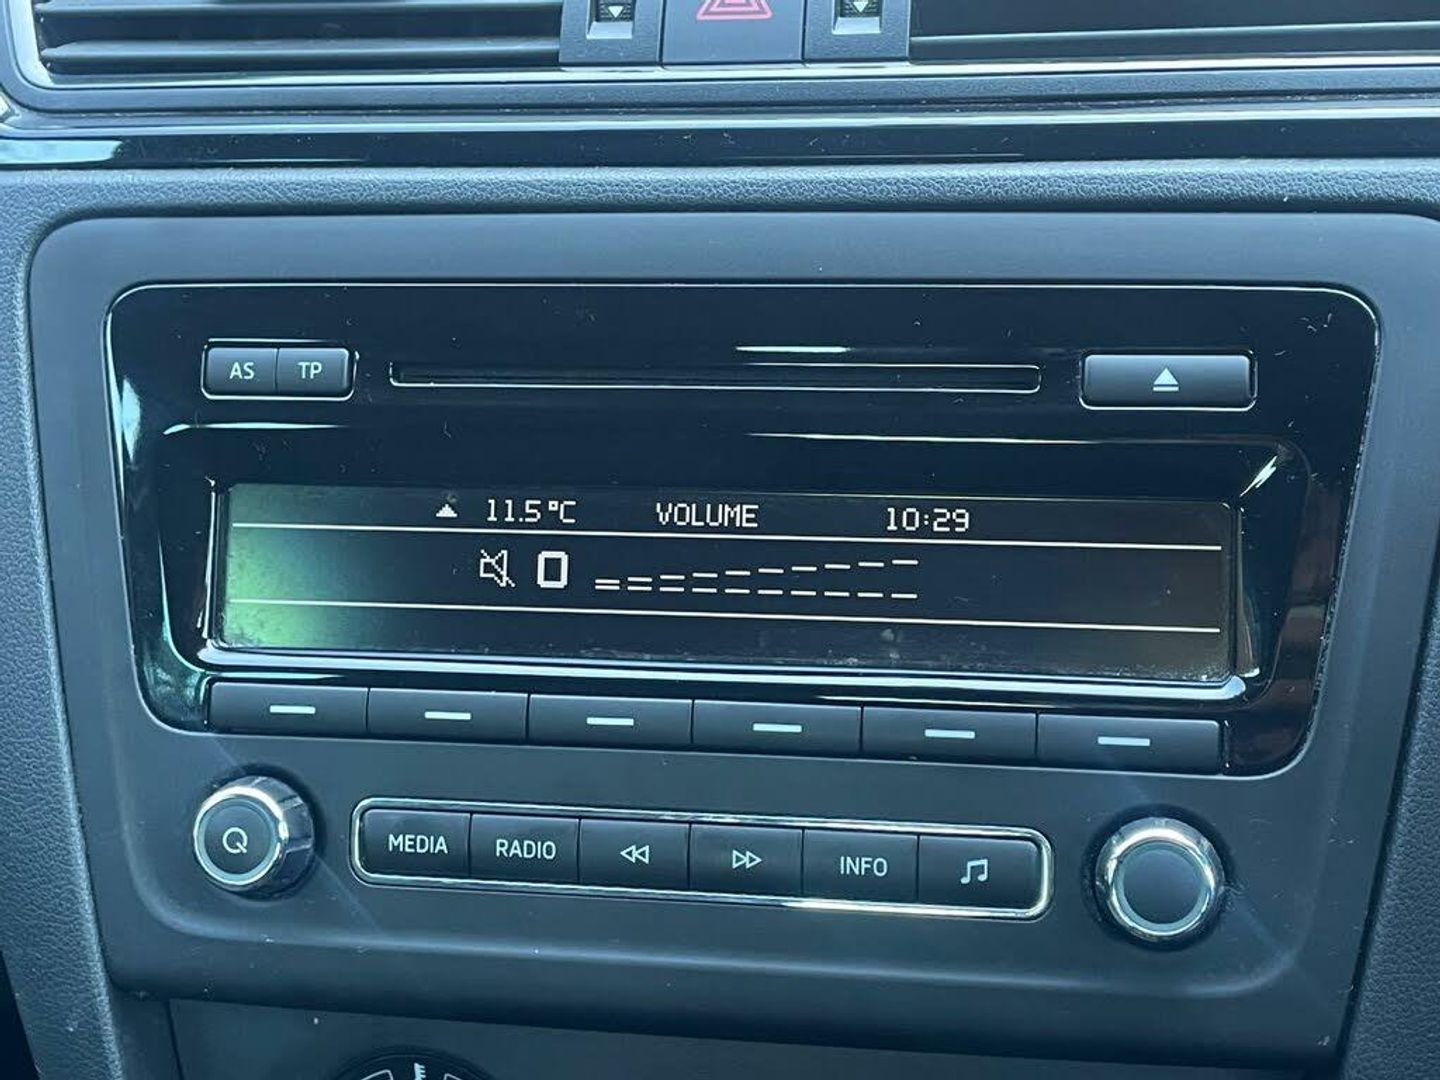 AS TP
11.5°C VOLUME 10:29
0
MEDIA RADIO INFO